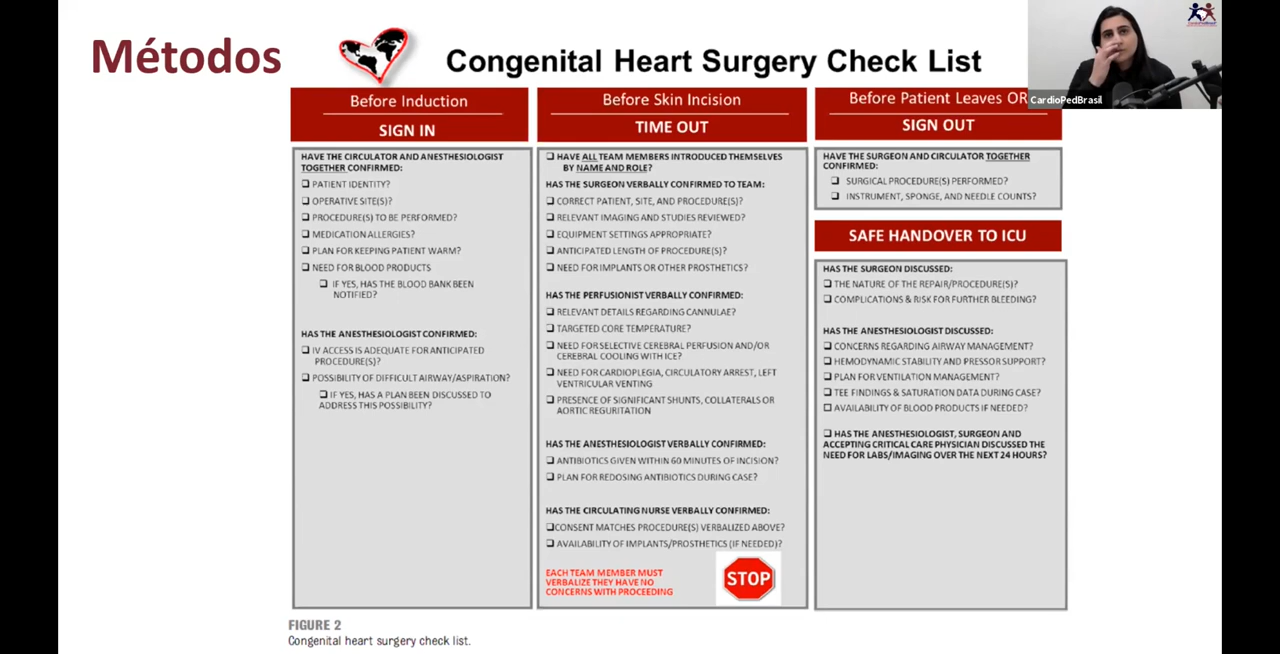 Métodos
Congenital Heart Surgery Check List
CardioPedBrasil
Before Induction
SIGN IN
HAVE THE CIRCULATOR AND ANESTHESIOLOGIST
TOGETHER CONFIRMED:
PATIENT IDENTITY?
OPERATIVE SITE(S)?
PROCEDURE(S) TO BE PERFORMED?
MEDICATION ALLERGIES?
PLAN FOR KEEPING PATIENT WARM?
NEED FOR BLOOD PRODUCTS
IF YES, HAS THE BLOOD BANK BEEN
NOTIFIED?
HAS THE ANESTHESIOLOGIST CONFIRMED:
IV ACCESS IS ADEQUATE FOR ANTICIPATED
PROCEDURE(S)?
POSSIBILITY OF DIFFICULT AIRWAY/ASPIRATION?
IF YES, HAS A PLAN BEEN DISCUSSED TO
ADDRESS THIS POSSIBILITY?
Before Skin Incision
TIME OUT
HAVE ALL TEAM MEMBERS INTRODUCED THEMSELVES
BY NAME AND ROLE?
HAS THE SURGEON VERBALLY CONFIRMED TO TEAM:
CORRECT PATIENT, SITE, AND PROCEDURE(S)?
RELEVANT IMAGING AND STUDIES REVIEWED?
EQUIPMENT SETTINGS APPROPRIATE?
ANTICIPATED LENGTH OF PROCEDURE(S)?
NEED FOR IMPLANTS OR OTHER PROSTHETICS?
HAS THE PERFUSIONIST VERBALLY CONFIRMED:
RELEVANT DETAILS REGARDING CANNULAE?
TARGETED CORE TEMPERATURE?
NEED FOR SELECTIVE CEREBRAL PERFUSION AND/OR
CEREBRAL COOLING WITH ICE?
NEED FOR CARDIOPLEGIA, CIRCULATORY ARREST, LEFT
VENTRICULAR VENTING
PRESENCE OF SIGNIFICANT SHUNTS, COLLATERALS OR
AORTIC REGURITATION
HAS THE ANESTHESIOLOGIST VERBALLY CONFIRMED:
ANTIBIOTICS GIVEN WITHIN 60 MINUTES OF INCISION?
PLAN FOR REDOSING ANTIBIOTICS DURING CASE?
HAS THE CIRCULATING NURSE VERBALLY CONFIRMED:
CONSENT MATCHES PROCEDURE(S) VERBALIZED ABOVE?
AVAILABILITY OF IMPLANTS/PROSTHETICS (IF NEEDED)?
EACH TEAM MEMBER MUST
VERBALIZE THEY HAVE NO
CONCERNS WITH PROCEEDING
STOP
Before Patient Leaves OR
SIGN OUT
HAVE THE SURGEON AND CIRCULATOR TOGETHER
CONFIRMED:
SURGICAL PROCEDURE(S) PERFORMED?
INSTRUMENT, SPONGE, AND NEEDLE COUNTS?
SAFE HANDOVER TO ICU
HAS THE SURGEON DISCUSSED:
THE NATURE OF THE REPAIR/PROCEDURE(S)?
COMPLICATIONS & RISK FOR FURTHER BLEEDING?
HAS THE ANESTHESIOLOGIST DISCUSSED:
CONCERNS REGARDING AIRWAY MANAGEMENT?
HEMODYNAMIC STABILITY AND PRESSOR SUPPORT?
PLAN FOR VENTILATION MANAGEMENT?
TEE FINDINGS & SATURATION DATA DURING CASE?
AVAILABILITY OF BLOOD PRODUCTS IF NEEDED?
HAS THE ANESTHESIOLOGIST, SURGEON AND
ACCEPTING CRITICAL CARE PHYSICIAN DISCUSSED THE
NEED FOR LABS/IMAGING OVER THE NEXT 24 HOURS?
FIGURE 2
Congenital heart surgery check list.